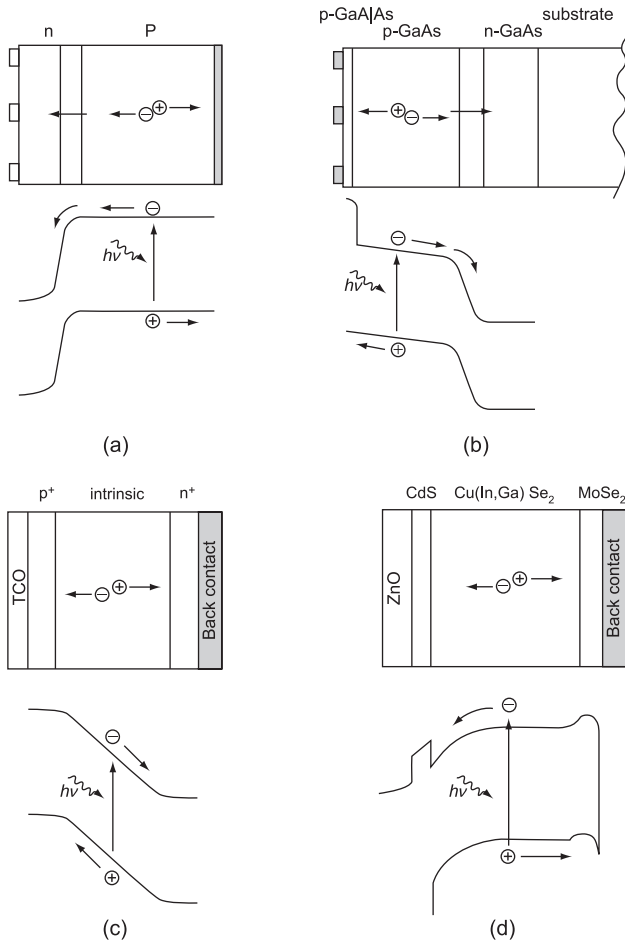 n P
⊖ ⊕
⊖
hν
⊕
(a)
p-GaA|As p-GaAs n-GaAs substrate
⊕ ⊖
⊖
hν
⊕
(b)
p⁺ intrinsic n⁺
TCO
⊖ ⊕
Back contact
⊖
hν
⊕
(c)
CdS Cu(In,Ga) Se₂ MoSe₂
ZnO
⊖ ⊕
Back contact
⊖
hν
⊕
(d)